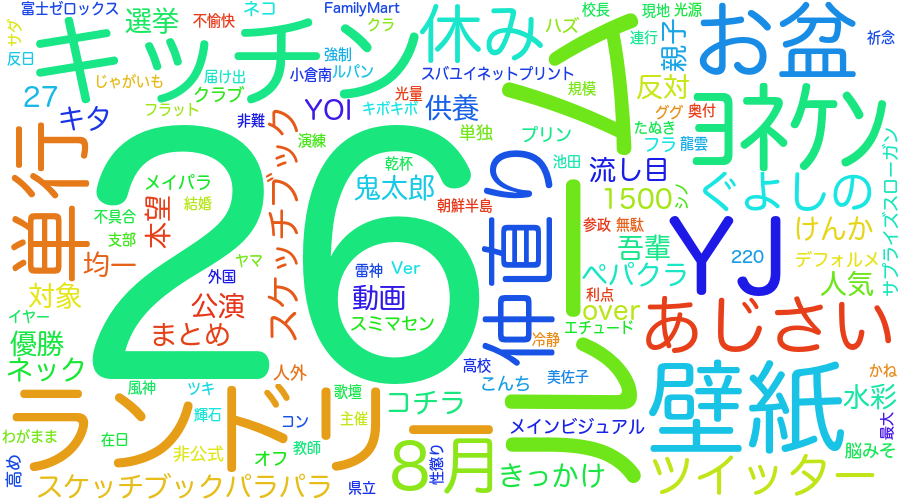 富士ゼロックス
選挙
不愉快
ネコ
FamilyMart
クラ
休み
ハズ
校長
現地
光源
サダ
反日
キッチン
強制
ルパン
スバユイネットプリント
親子
連行
お盆
祈念
じゃがいも
届け出
小倉南
27
キタ
フラット
クラブ
非難
YOI
光量
キボキボ
供養
規模
反対
ググ
奥付
ヨネケン
単行
26
スケッチブック
演練
乾杯
単独
プリン
池田
ムーミン
たぬき
フラ
龍雲
メイパラ
鬼太郎
仲直り
流し目
1500
シン
ぐよしの
サプライズスローガン
不具合
支部
本望
結婚
朝鮮半島
参政
無駄
吾輩
YJ
けんか
均一
外国
ヤマ
雷神
Ver
ペパクラ
220
デフォルメ
対象
公演
動画
利点
over
人気
イヤー
まとめ
スミマセン
エチュード
あじさい
優勝
ネック
冷静
高校
人外
風神
ランドリー
ツキ
輝石
コン
歌壇
主催
コチラ
こんち
美佐子
壁紙
かね
水彩
わがまま
在日
非公式
オフ
教師
8月
性懲り
メインビジュアル
最大
高め
スケッチブックパラパラ
県立
きっかけ
ツイッター
脳みそ